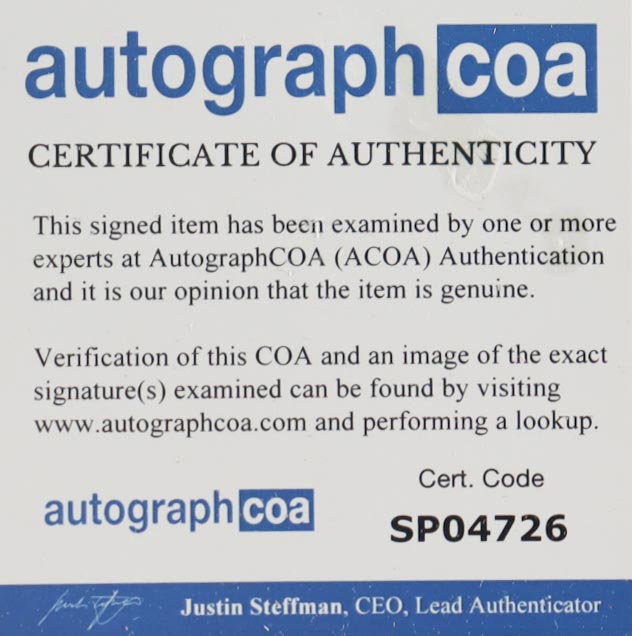 autographcoa
CERTIFICATE OF AUTHENTICITY
This signed item has been examined by one or more
experts at AutographCOA (ACOA) Authentication
and it is our opinion that the item is genuine.
Verification of this COA and an image of the exact
signature(s) examined can be found by visiting
www.autographcoa.com and performing a lookup.
Cert. Code
autographcoa
SP04726
Justin Steffman, CEO, Lead Authenticator